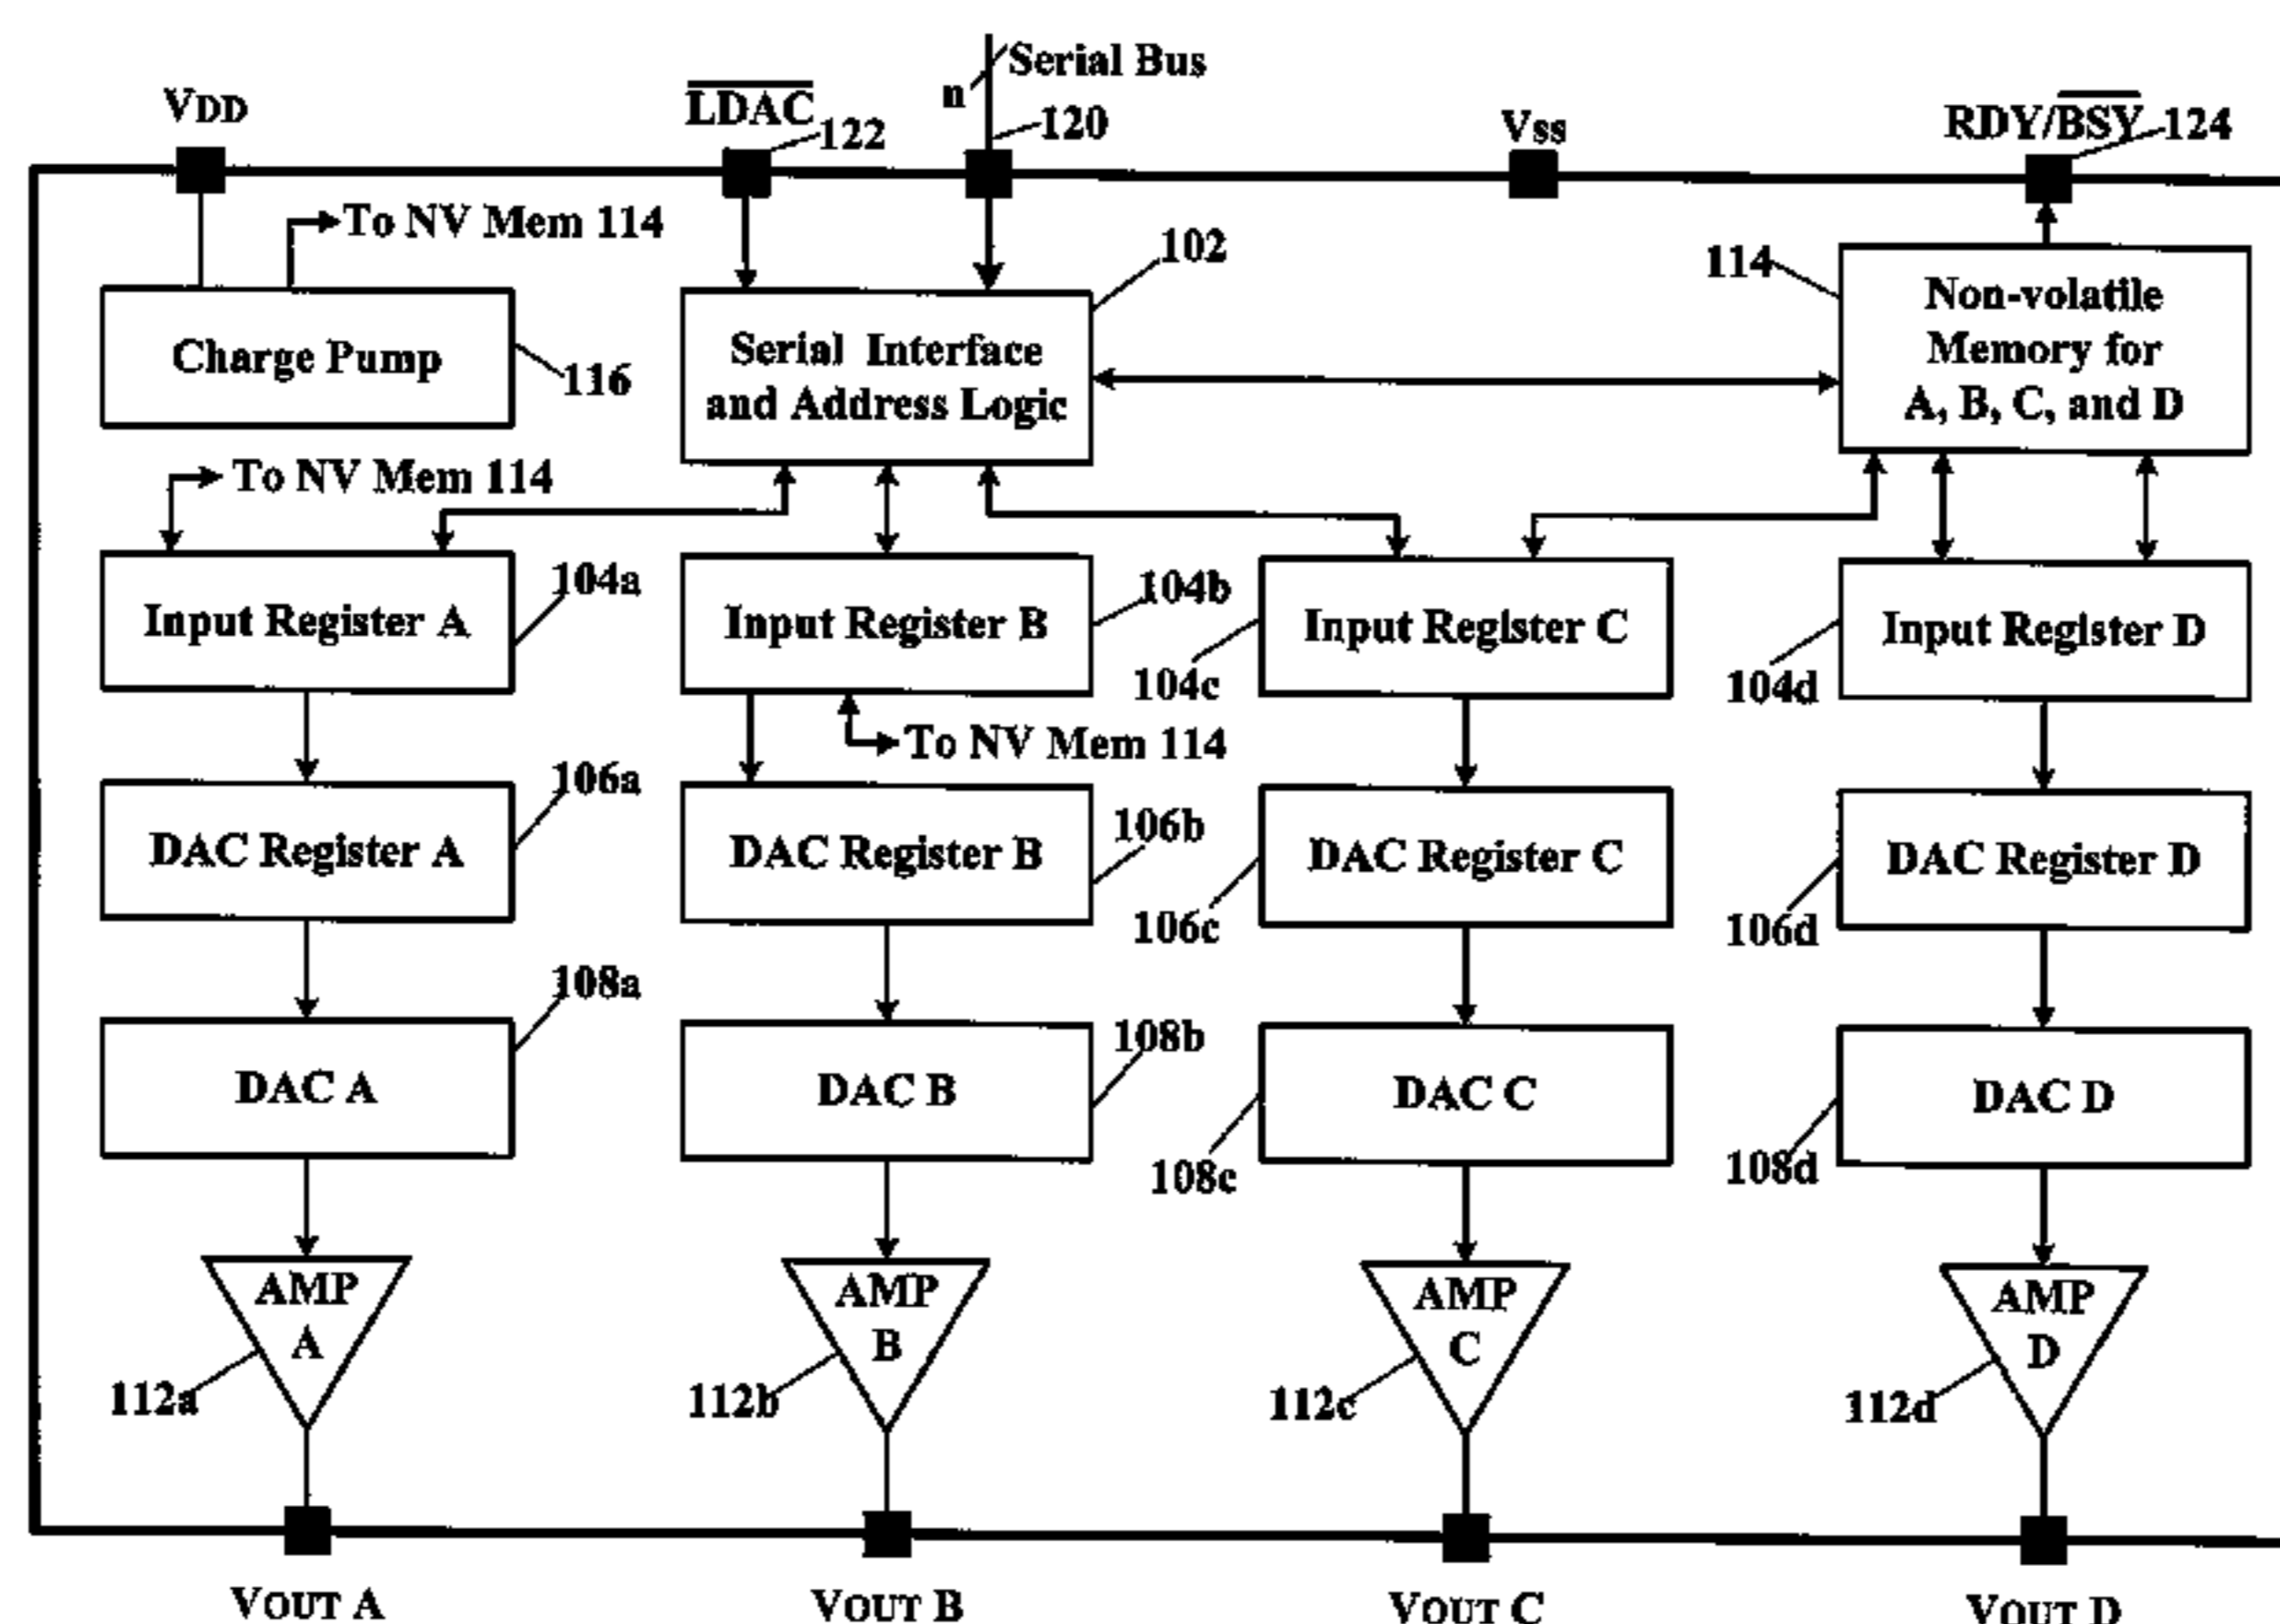 Serial Bus
n
VDD
LDAC
122
120
Vss
RDY/BSY
124
To NV Mem 114
102
114
Non-volatile
Memory for
A, B, C, and D
Charge Pump
116
Serial Interface
and Address Logic
To NV Mem 114
104a
104b
Input Register A
Input Register B
Input Register C
Input Register D
104c
104d
To NV Mem 114
106a
106b
DAC Register A
DAC Register B
DAC Register C
DAC Register D
106c
106d
108a
108b
DAC A
DAC B
DAC C
DAC D
108c
108d
AMP
A
AMP
B
AMP
C
AMP
D
112a
112b
112c
112d
VOUT A
VOUT B
VOUT C
VOUT D